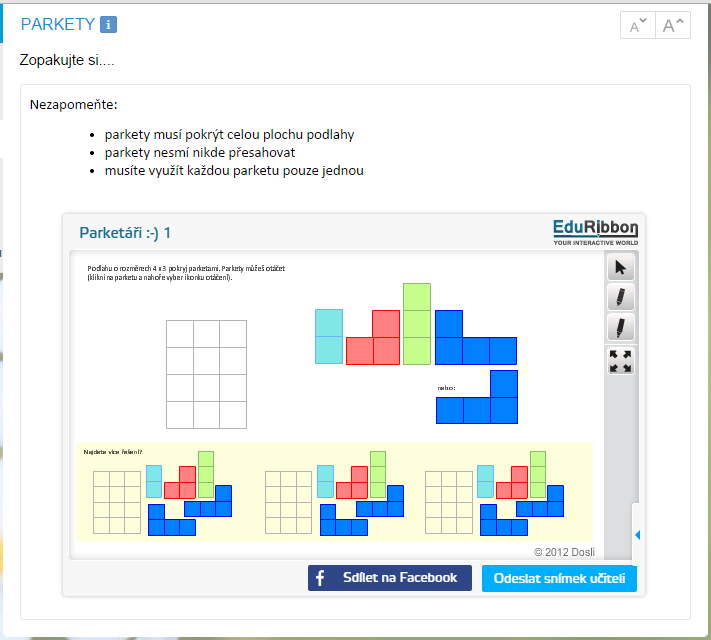 PARKETY i
A˅ A˄
Zopakujte si....
Nezapomeňte:
• parkety musí pokrýt celou plochu podlahy
• parkety nesmí nikde přesahovat
• musíte využít každou parketu pouze jednou
Parketáři :-) 1
EduRibbon
YOUR INTERACTIVE WORLD
Podlahu o rozměrech 4 x 3 pokryj parketami. Parkety můžeš otáčet
(klikni na parketu a nahoře vyber ikonku otáčení).
nebo:
Najdete více řešení?
© 2012 Dosli
f Sdílet na Facebook
Odeslat snímek učiteli